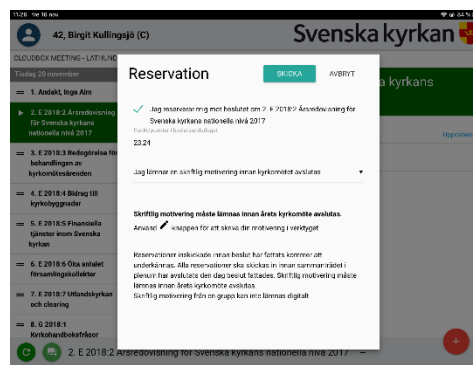 11:26 fre 16 nov
84 %
42, Birgit Kullingsjö (C)
Svenska kyrkan
CLOUDBOX MEETING - LATHUND
Tisdag 20 november
1. Andakt, Inga Alm
2. E 2018:2 Årsredovisning för Svenska kyrkans nationella nivå 2017
3. E 2018:3 Redogörelse för behandlingen av kyrkomötesärenden
4. E 2018:4 Bidrag till kyrkobyggnader
5. E 2018:5 Finansiella tjänster inom Svenska kyrkan
6. E 2018:6 Öka antalet församlingskollekter
7. E 2018:7 Utlandskyrkan och clearing
8. G 2018:1 Kyrkohandboksfrågor
a kyrkans
Uppdatera
Reservation
SKICKA
AVBRYT
Jag reserverar mig mot beslutet om 2. E 2018:2 Årsredovisning för
Svenska kyrkans nationella nivå 2017
23,24
Jag lämnar en skriftlig motivering innan kyrkomötet avslutas
Skriftlig motivering måste lämnas innan årets kyrkomöte avslutas.
Använd knappen för att skriva din motivering i verktyget
Reservationer inskickade innan beslut har fattats kommer att
underkännas. Alla reservationer ska skickas in innan sammanträdet i
plenum har avslutats den dag beslut fattades. Skriftlig motivering måste
lämnas innan årets kyrkomöte avslutas.
Skriftlig motivering från en grupp kan inte lämnas digitalt.
2. E 2018:2 Årsredovisning för Svenska kyrkans nationella nivå 2017